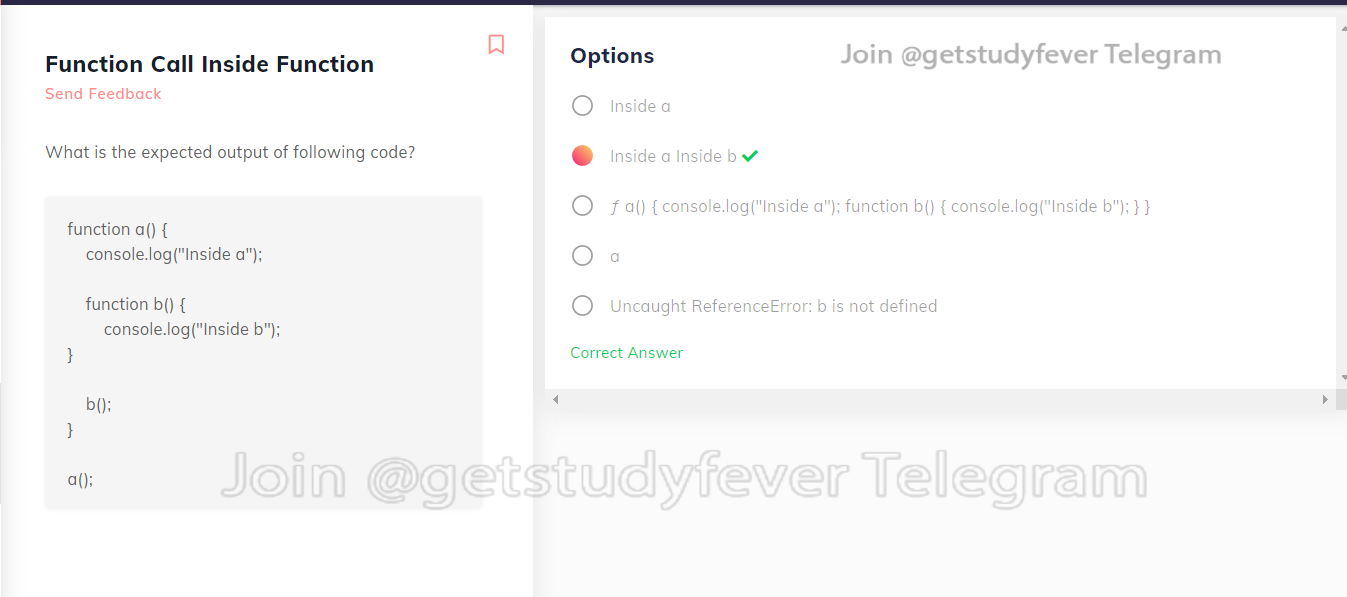 Function Call Inside Function
Send Feedback
What is the expected output of following code?
function a() {
    console.log("Inside a");
    function b() {
        console.log("Inside b");
}
    b();
}
a();
Options
Join @getstudyfever Telegram
Inside a
Inside a Inside b
ƒ a() { console.log("Inside a"); function b() { console.log("Inside b"); } }
a
Uncaught ReferenceError: b is not defined
Correct Answer
Join @getstudyfever Telegram